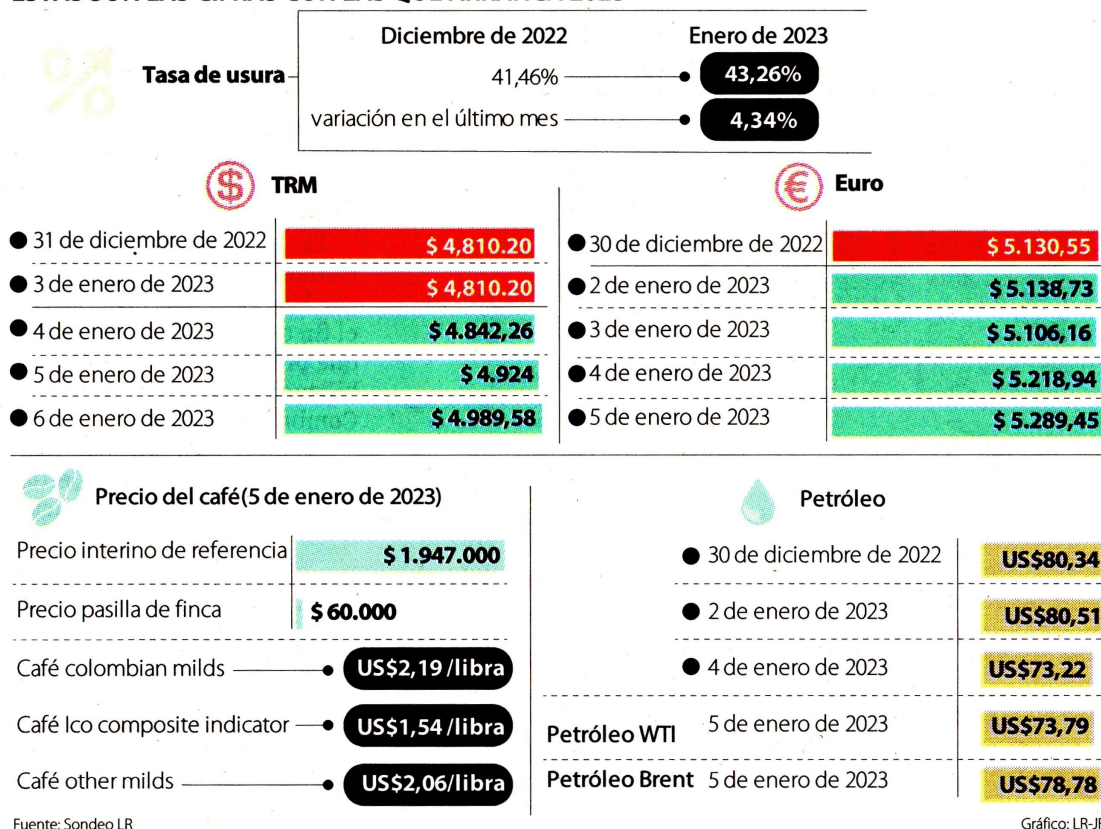 Tasa de usura
Diciembre de 2022 Enero de 2023
41,46% 43,26%
variación en el último mes 4,34%
$ TRM
31 de diciembre de 2022 $ 4,810.20
3 de enero de 2023 $ 4,810.20
4 de enero de 2023 $ 4.842,26
5 de enero de 2023 $ 4.924
6 de enero de 2023 $ 4.989,58
€ Euro
30 de diciembre de 2022 $ 5.130,55
2 de enero de 2023 $ 5.138,73
3 de enero de 2023 $ 5.106,16
4 de enero de 2023 $ 5.218,94
5 de enero de 2023 $ 5.289,45
Precio del café(5 de enero de 2023)
Precio interino de referencia $ 1.947.000
Precio pasilla de finca $ 60.000
Café colombian milds US$2,19/libra
Café Ico composite indicator US$1,54/libra
Café other milds US$2,06/libra
Petróleo
30 de diciembre de 2022 US$80,34
2 de enero de 2023 US$80,51
4 de enero de 2023 US$73,22
Petróleo WTI 5 de enero de 2023 US$73,79
Petróleo Brent 5 de enero de 2023 US$78,78
Fuente: Sondeo LR
Gráfico: LR-